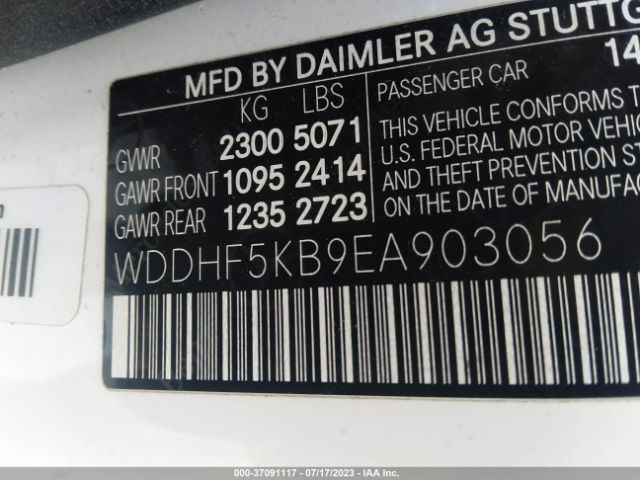 MFD BY DAIMLER AG STUTTG
KG LBS
GVWR 2300 5071
GAWR FRONT 1095 2414
GAWR REAR 1235 2723
PASSENGER CAR 14
THIS VEHICLE CONFORMS T
U.S. FEDERAL MOTOR VEHIC
AND THEFT PREVENTION ST
ON THE DATE OF MANUFAC
WDDHF5KB9EA903056
000-37091117 - 07/17/2023 - IAAI.com